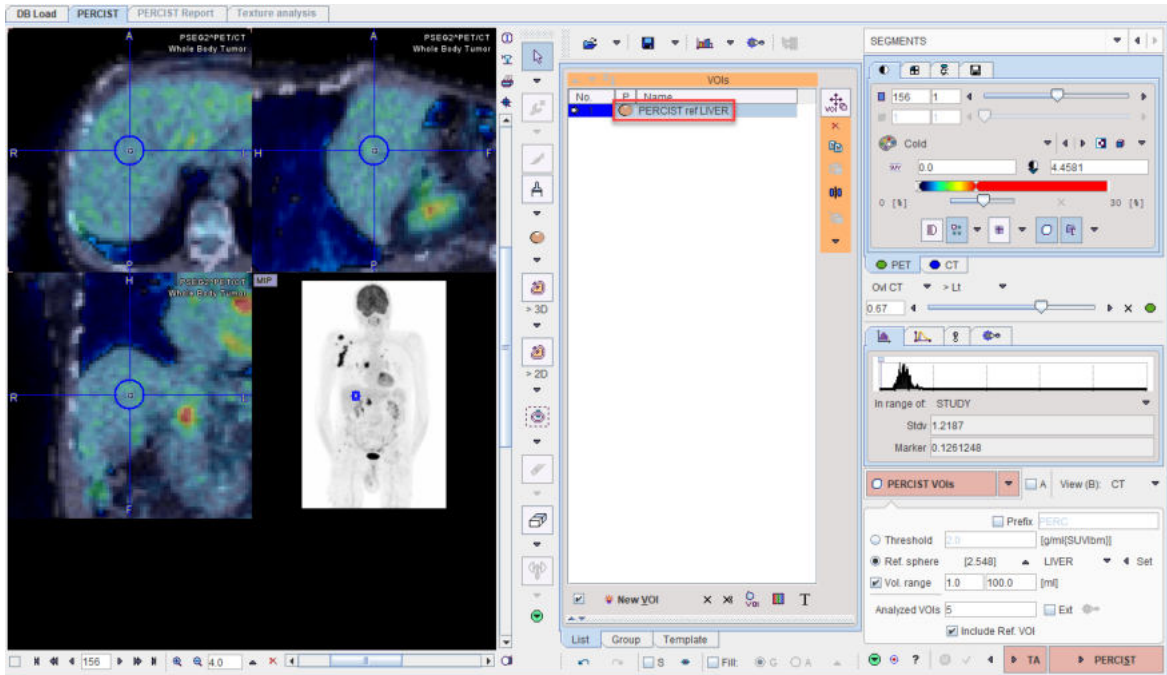 DB Load PERCIST PERCIST Report Texture analysis
A PSEG2^PET/CT
Whole Body Tumor
R
P
A PSEG2^PET/CT
Whole Body Tumor
H F
P
H PSEG2^PET/CT
Whole Body Tumor
R
F
MIP
> 3D
> 2D
VOIs
No. P Name
PERCIST ref LIVER
VOI
New VOI T
List Group Template
S Fill: G A
156 4.0
SEGMENTS
156 1
1 1
Cold
0.0 4.4581
0 [%] 30 [%]
PET CT
Ovl CT > Lt
0.67
In range of: STUDY
Stdv 1.2187
Marker 0.1261248
PERCIST VOIs A View (B): CT
Prefix PERC
Threshold 2.0 [g/ml{SUVlbm}]
Ref. sphere [2.548] LIVER Set
Vol. range 1.0 100.0 [ml]
Analyzed VOIs 5 Ext
Include Ref. VOI
? TA PERCIST